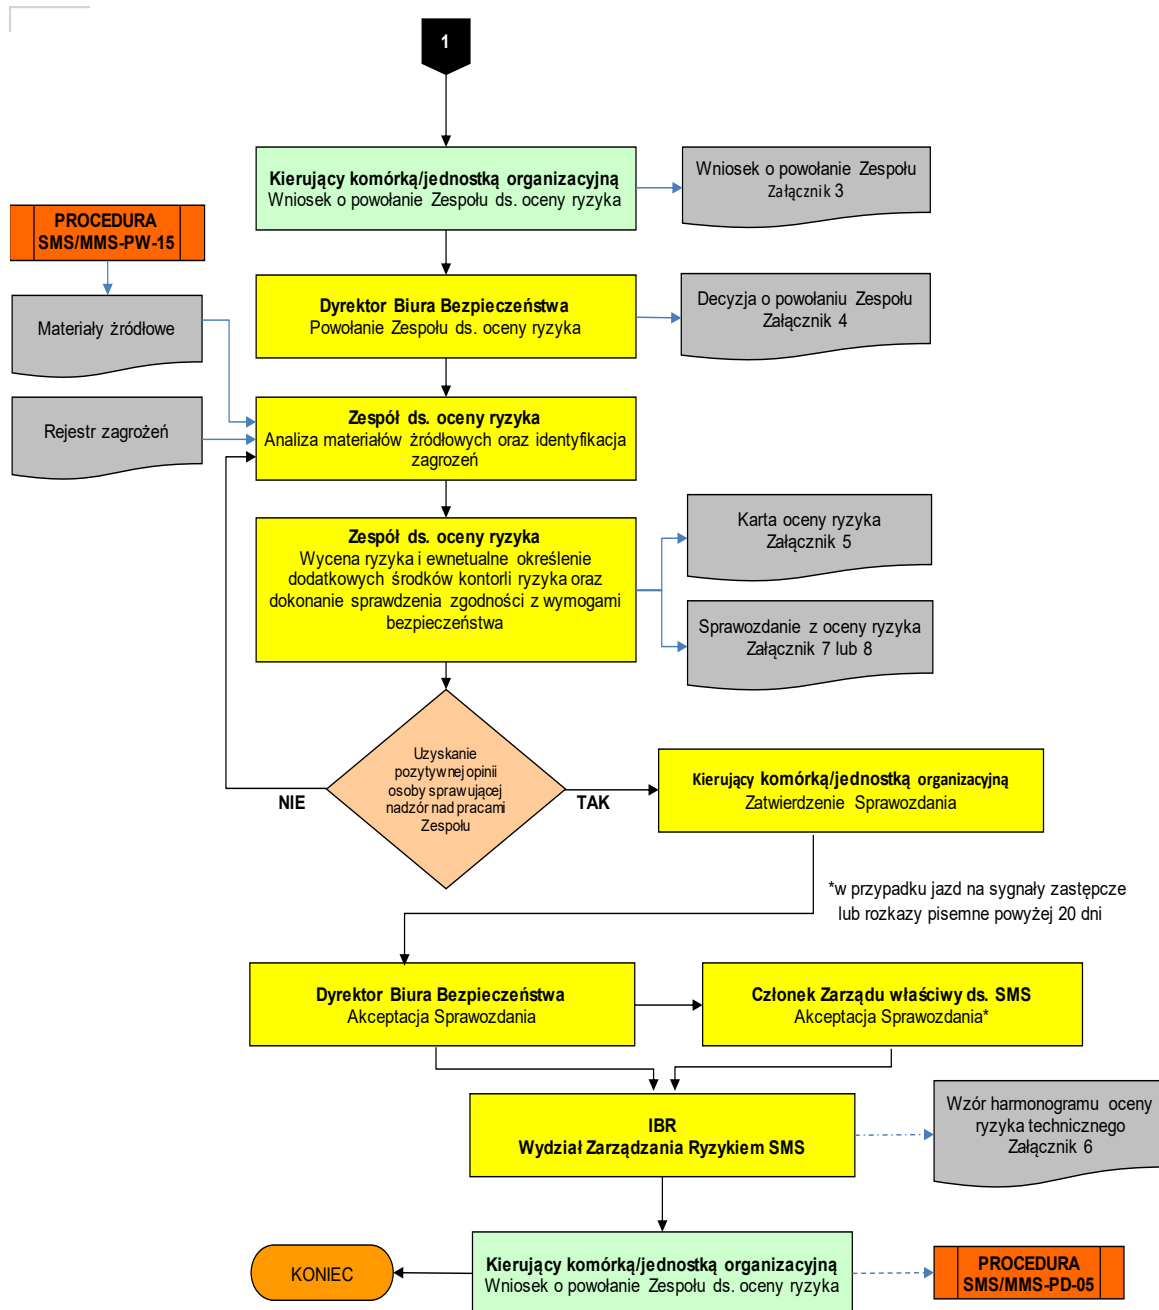 1
Kierujący komórką/jednostką organizacyjną
Wniosek o powołanie Zespołu ds. oceny ryzyka
Wniosek o powołanie Zespołu
Załącznik 3
PROCEDURA
SMS/MMS-PW-15
Dyrektor Biura Bezpieczeństwa
Powołanie Zespołu ds. oceny ryzyka
Decyzja o powołaniu Zespołu
Załącznik 4
Materiały źródłowe
Rejestr zagrożeń
Zespół ds. oceny ryzyka
Analiza materiałów źródłowych oraz identyfikacja
zagrozeń
Zespół ds. oceny ryzyka
Wycena ryzyka i ewnetualne określenie
dodatkowych środków kontorli ryzyka oraz
dokonanie sprawdzenia zgodności z wymogami
bezpieczeństwa
Karta oceny ryzyka
Załącznik 5
Sprawozdanie z oceny ryzyka
Załącznik 7 lub 8
Uzyskanie
pozytywnej opinii
osoby sprawującej
nadzór nad pracami
Zespołu
NIE
TAK
Kierujący komórką/jednostką organizacyjną
Zatwierdzenie Sprawozdania
*w przypadku jazd na sygnały zastępcze
lub rozkazy pisemne powyżej 20 dni
Dyrektor Biura Bezpieczeństwa
Akceptacja Sprawozdania
Członek Zarządu właściwy ds. SMS
Akceptacja Sprawozdania*
IBR
Wydział Zarządzania Ryzykiem SMS
Wzór harmonogramu oceny
ryzyka technicznego
Załącznik 6
KONIEC
Kierujący komórką/jednostką organizacyjną
Wniosek o powołanie Zespołu ds. oceny ryzyka
PROCEDURA
SMS/MMS-PD-05